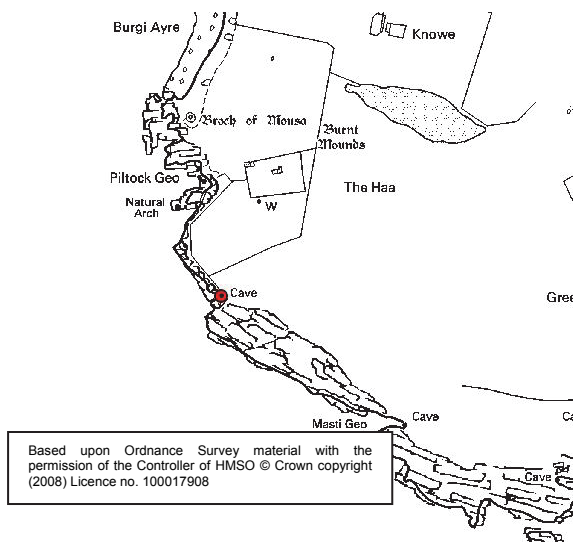 Burgi Ayre
Knowe
Broch of Mousa
Burnt
Mounds
Piltock Geo
The Haa
Natural
Arch
W
Cave
Gree
Masti Geo
Cave
Ca
Cave
Based upon Ordnance Survey material with the
permission of the Controller of HMSO © Crown copyright
(2008) Licence no. 100017908